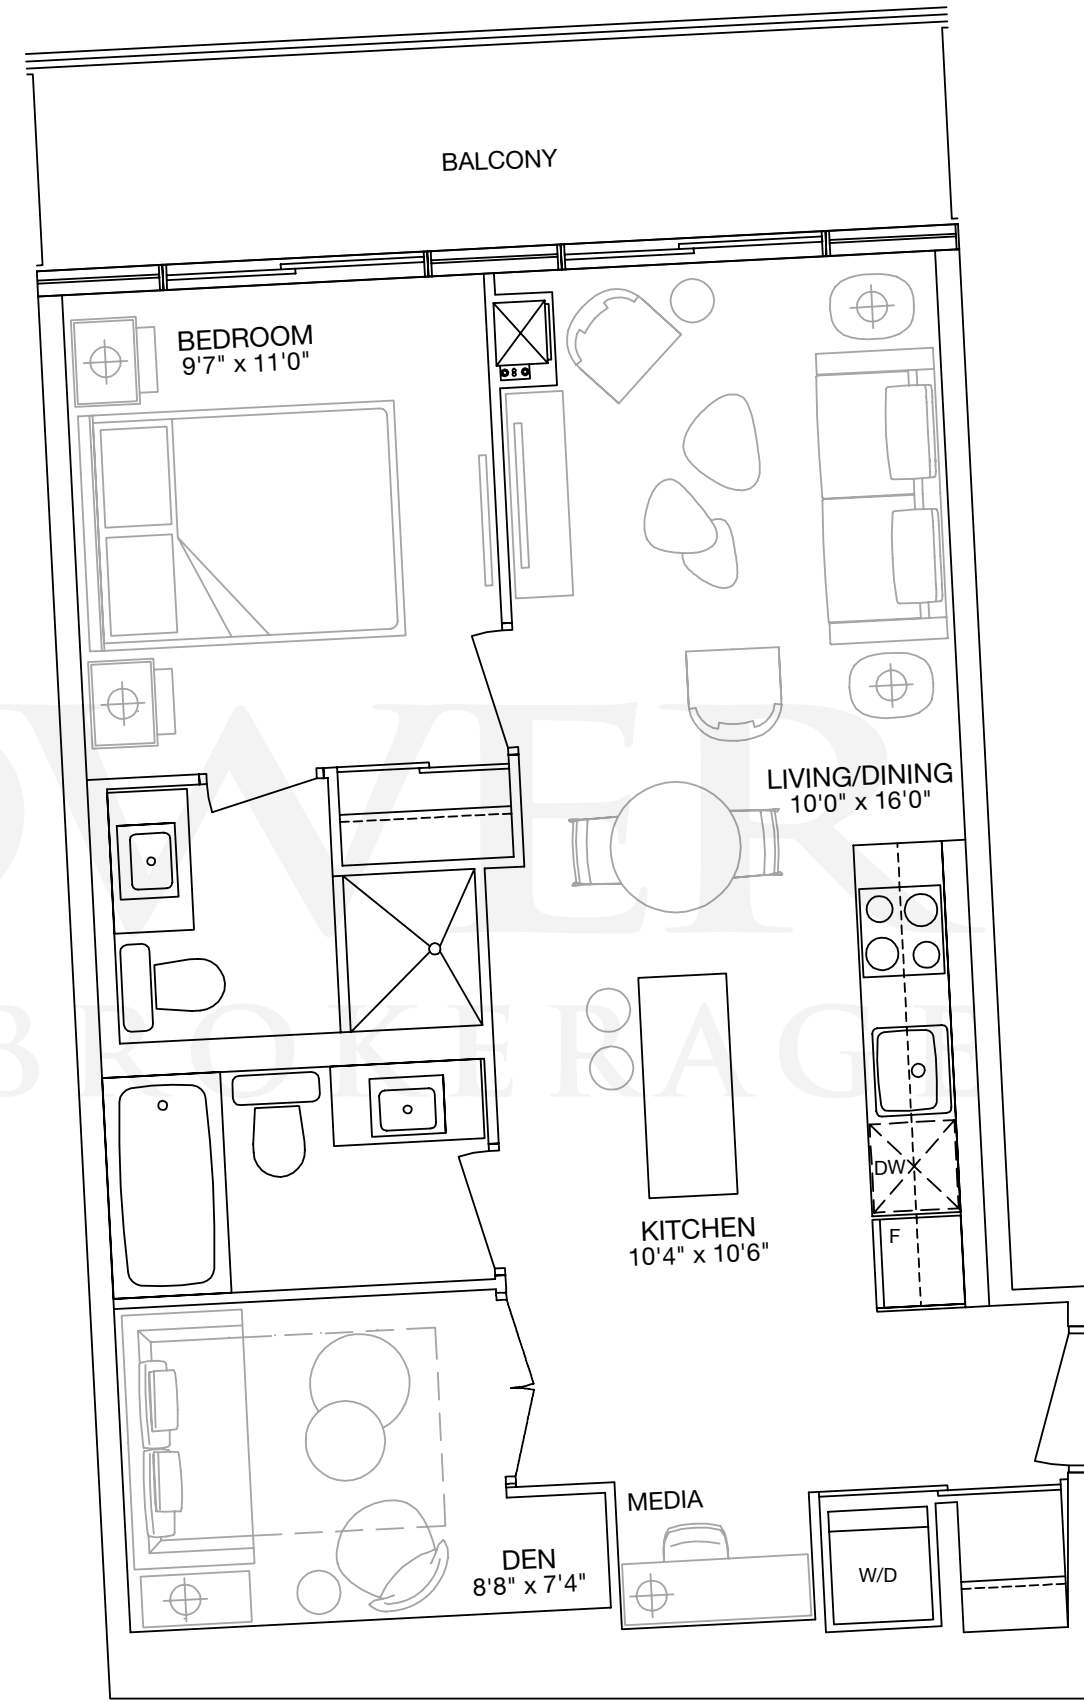 BALCONY
BEDROOM
9'7" x 11'0"
LIVING/DINING
10'0" x 16'0"
OWER
BROKERAGE
DW
F
KITCHEN
10'4" x 10'6"
MEDIA
DEN
8'8" x 7'4"
W/D